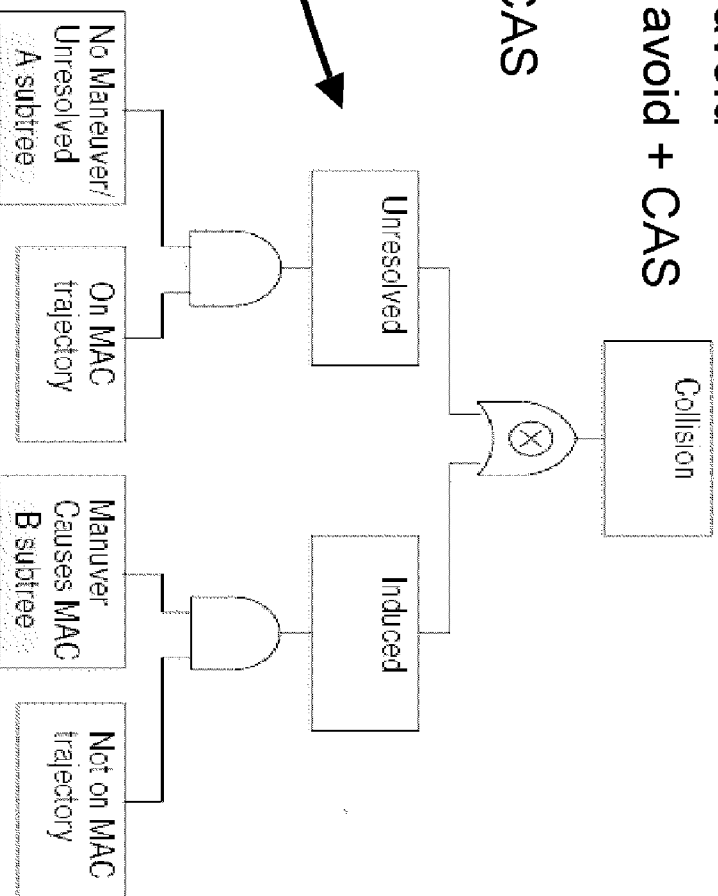 avoid + CAS
CAS
Collision
Unresolved
Induced
No Maneuver/
Unresolved
A subtree
On MAC
trajectory
Manuver
Causes MAC
B subtree
Not on MAC
trajectory